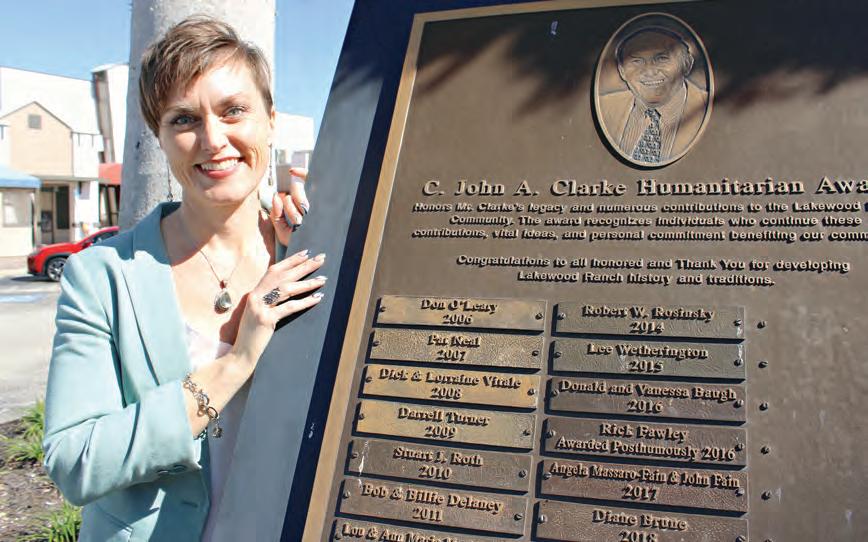 C. John A. Clarke Humanitarian
Honors Mr. Clarke's legacy and numerous contributions to the Lakewood
Community. The award recognizes individuals who continue these
contributions, vital ideas, and personal commitment benefiting our
Congratulations to all honored and Thank You for developing
Lakewood Ranch history and traditions.
Don O'Leary
2006
Pat Neal
2007
Dick & Lorraine Vitale
2008
Darrell Turner
2009
Stuart J. Roth
2010
Bob & Billie Delaney
2011
Lou & Ann Marie
Robert W. Rosinsky
2014
Lee Wetherington
2015
Donald and Vanessa Baugh
2016
Rick Fawley
Awarded Posthumously 2016
Angela Massaro-Fain & John Fain
2017
Diane
2018